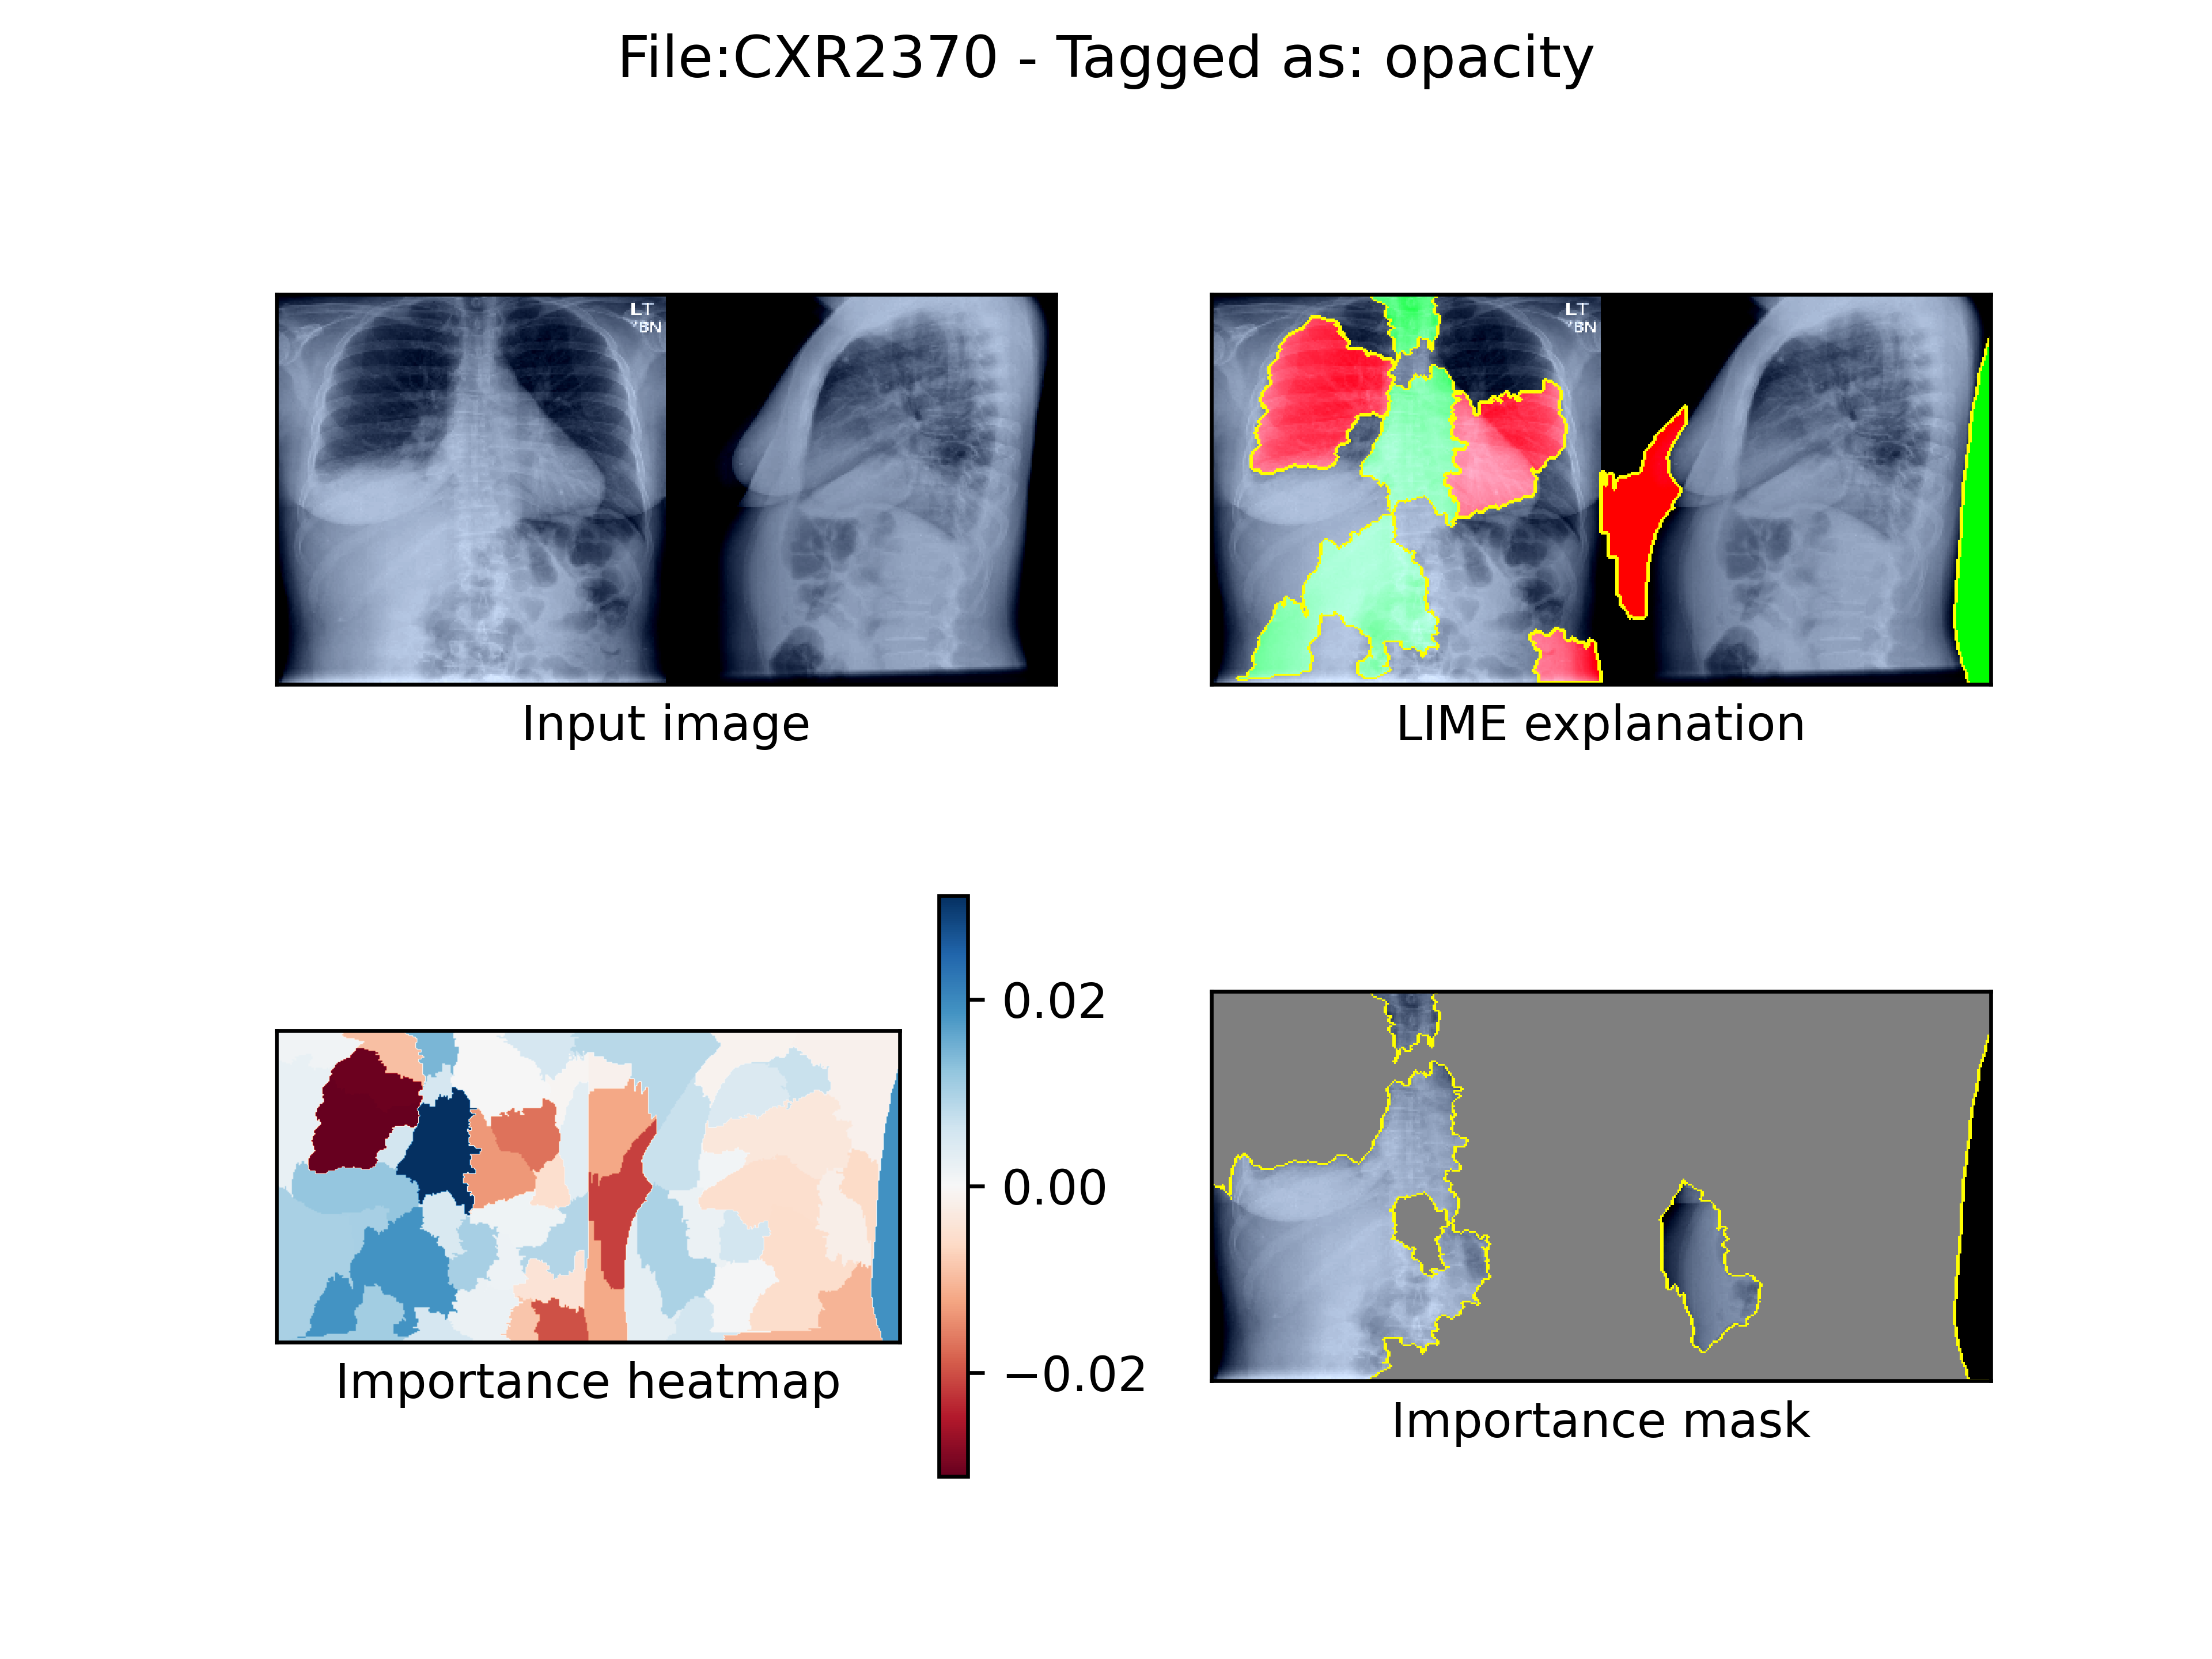 File:CXR2370 - Tagged as: opacity
LT
BN
LT
BN
Input image
LIME explanation
0.02
0.00
−0.02
Importance heatmap
Importance mask